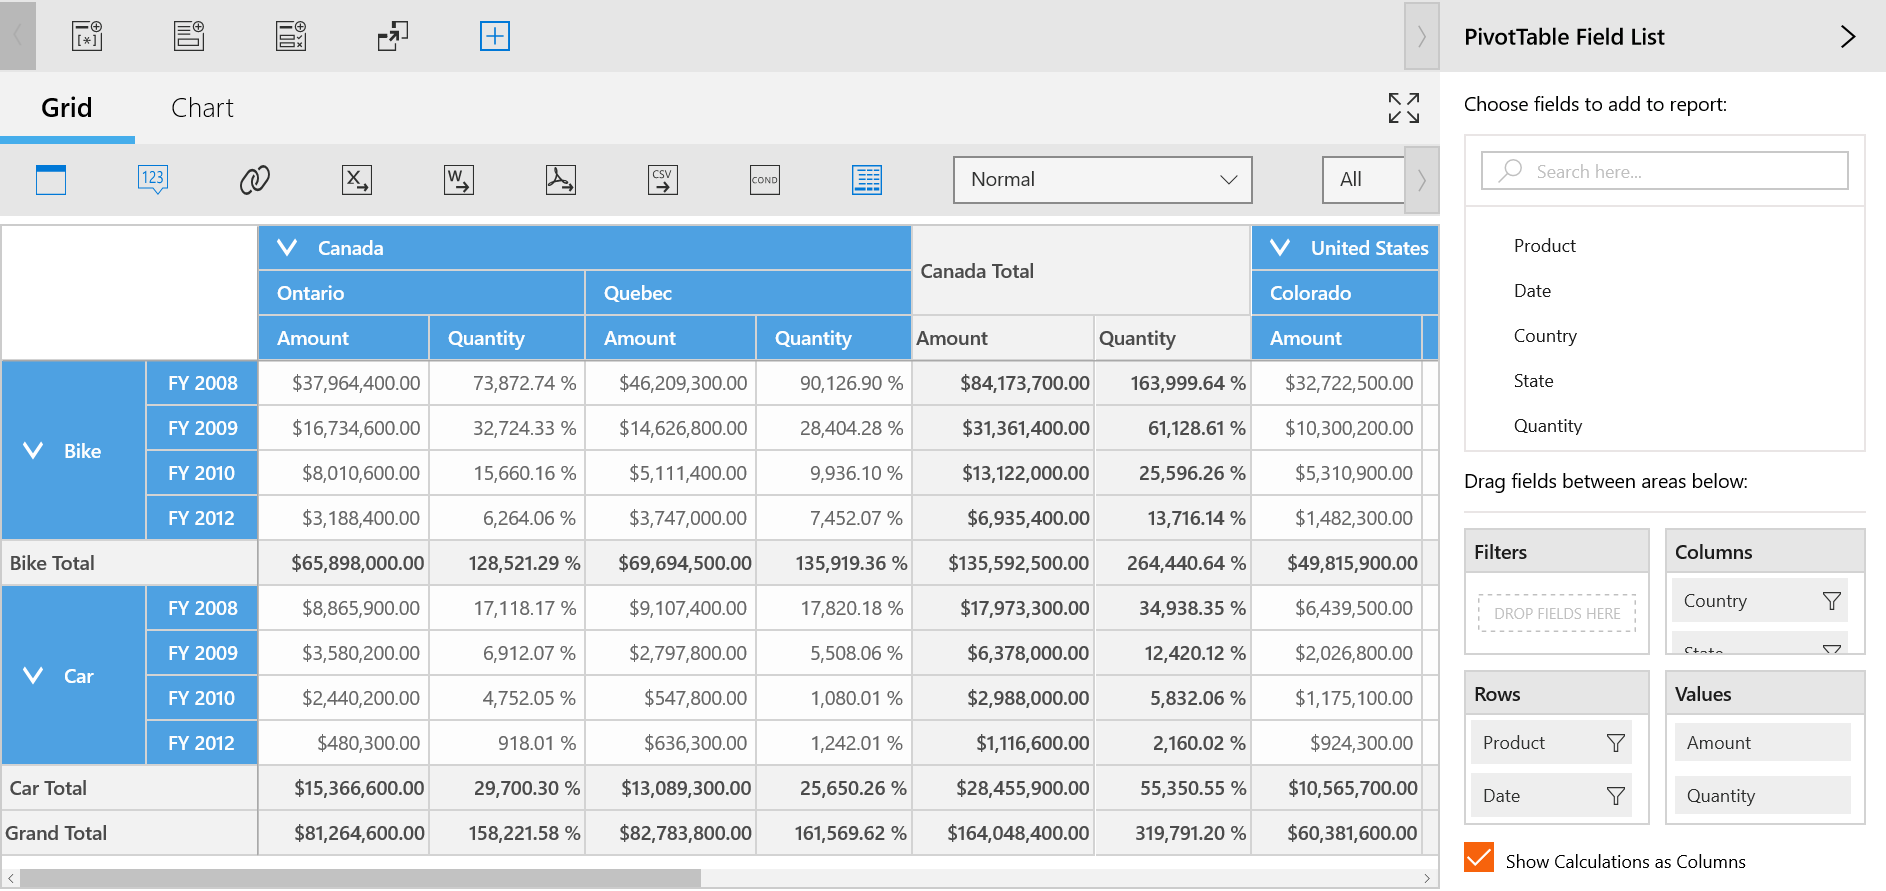 PivotTable Field List
Grid Chart
Choose fields to add to report:
123 X W CSV COND Normal All
Search here...
Product
Date
Country
State
Quantity
Drag fields between areas below:
Filters
DROP FIELDS HERE
Columns
Country
State
Rows
Product
Date
Values
Amount
Quantity
Show Calculations as Columns
Canada Canada Total United States
Ontario Quebec Colorado
Amount Quantity Amount Quantity Amount Quantity Amount
Bike
FY 2008 $37,964,400.00 73,872.74 % $46,209,300.00 90,126.90 % $84,173,700.00 163,999.64 % $32,722,500.00
FY 2009 $16,734,600.00 32,724.33 % $14,626,800.00 28,404.28 % $31,361,400.00 61,128.61 % $10,300,200.00
FY 2010 $8,010,600.00 15,660.16 % $5,111,400.00 9,936.10 % $13,122,000.00 25,596.26 % $5,310,900.00
FY 2012 $3,188,400.00 6,264.06 % $3,747,000.00 7,452.07 % $6,935,400.00 13,716.14 % $1,482,300.00
Bike Total $65,898,000.00 128,521.29 % $69,694,500.00 135,919.36 % $135,592,500.00 264,440.64 % $49,815,900.00
Car
FY 2008 $8,865,900.00 17,118.17 % $9,107,400.00 17,820.18 % $17,973,300.00 34,938.35 % $6,439,500.00
FY 2009 $3,580,200.00 6,912.07 % $2,797,800.00 5,508.06 % $6,378,000.00 12,420.12 % $2,026,800.00
FY 2010 $2,440,200.00 4,752.05 % $547,800.00 1,080.01 % $2,988,000.00 5,832.06 % $1,175,100.00
FY 2012 $480,300.00 918.01 % $636,300.00 1,242.01 % $1,116,600.00 2,160.02 % $924,300.00
Car Total $15,366,600.00 29,700.30 % $13,089,300.00 25,650.26 % $28,455,900.00 55,350.55 % $10,565,700.00
Grand Total $81,264,600.00 158,221.58 % $82,783,800.00 161,569.62 % $164,048,400.00 319,791.20 % $60,381,600.00